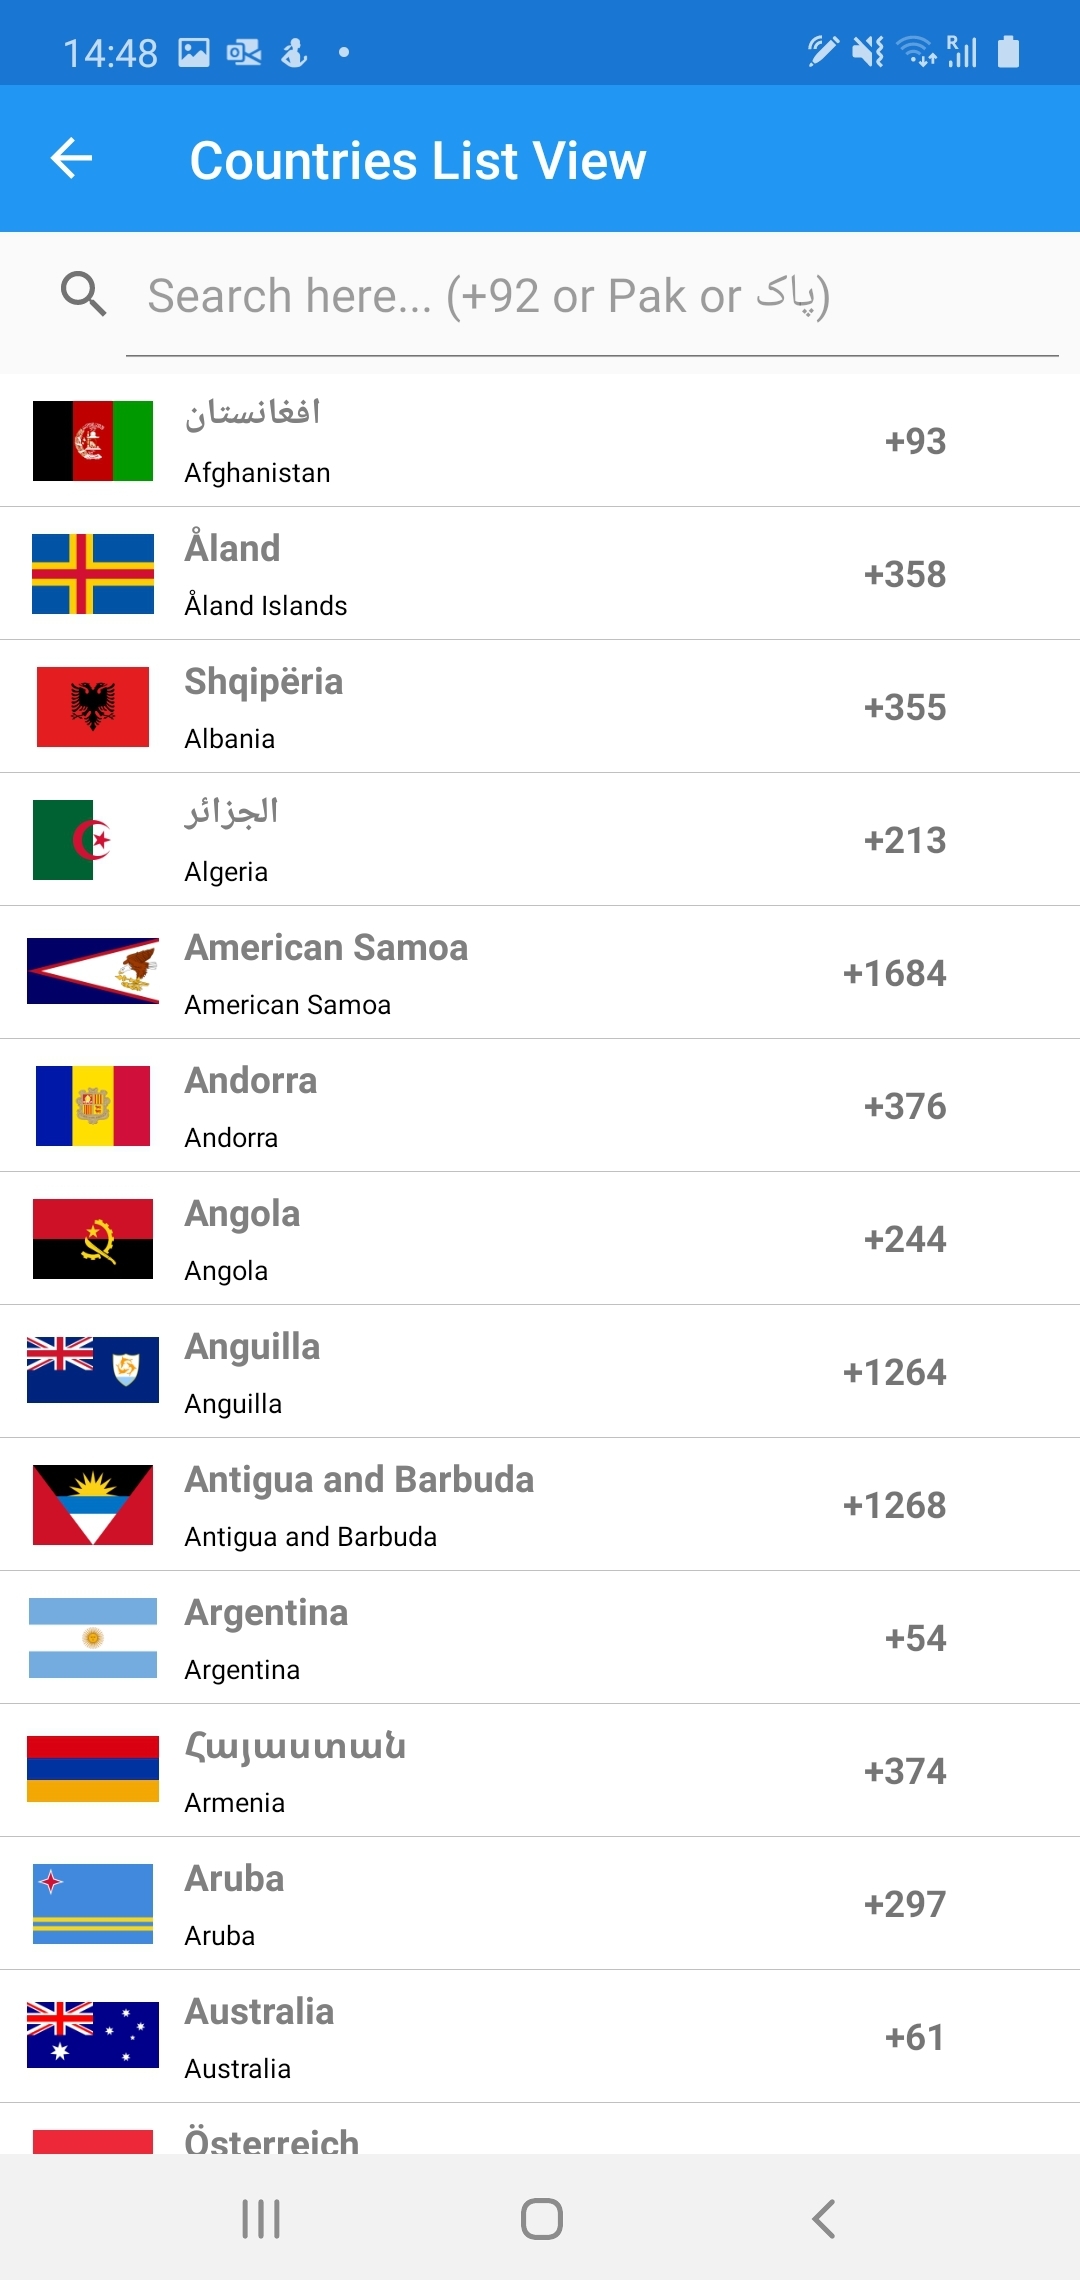 14:48
R
Countries List View
Search here... (+92 or Pak or پاک)
افغانستان
Afghanistan
+93
Åland
Åland Islands
+358
Shqipëria
Albania
+355
الجزائر
Algeria
+213
American Samoa
American Samoa
+1684
Andorra
Andorra
+376
Angola
Angola
+244
Anguilla
Anguilla
+1264
Antigua and Barbuda
Antigua and Barbuda
+1268
Argentina
Argentina
+54
Հայաստան
Armenia
+374
Aruba
Aruba
+297
Australia
Australia
+61
Österreich